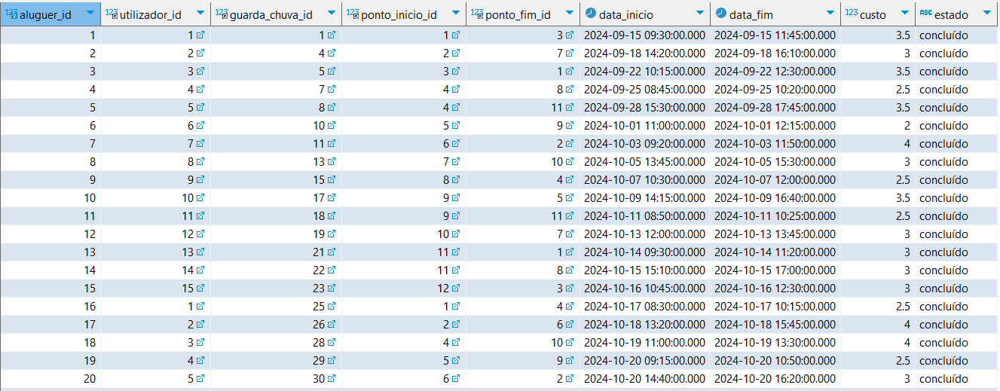 123 aluguer_id 123 utilizador_id 123 guarda_chuva_id 123 ponto_inicio_id 123 ponto_fim_id data_inicio data_fim 123 custo ABC estado
1 1 1 1 3 2024-09-15 09:30:00.000 2024-09-15 11:45:00.000 3.5 concluído
2 2 4 2 7 2024-09-18 14:20:00.000 2024-09-18 16:10:00.000 3 concluído
3 3 5 3 1 2024-09-22 10:15:00.000 2024-09-22 12:30:00.000 3.5 concluído
4 4 7 4 8 2024-09-25 08:45:00.000 2024-09-25 10:20:00.000 2.5 concluído
5 5 8 4 11 2024-09-28 15:30:00.000 2024-09-28 17:45:00.000 3.5 concluído
6 6 10 5 9 2024-10-01 11:00:00.000 2024-10-01 12:15:00.000 2 concluído
7 7 11 6 2 2024-10-03 09:20:00.000 2024-10-03 11:50:00.000 4 concluído
8 8 13 7 10 2024-10-05 13:45:00.000 2024-10-05 15:30:00.000 3 concluído
9 9 15 8 4 2024-10-07 10:30:00.000 2024-10-07 12:00:00.000 2.5 concluído
10 10 17 9 5 2024-10-09 14:15:00.000 2024-10-09 16:40:00.000 3.5 concluído
11 11 18 9 11 2024-10-11 08:50:00.000 2024-10-11 10:25:00.000 2.5 concluído
12 12 19 10 7 2024-10-13 12:00:00.000 2024-10-13 13:45:00.000 3 concluído
13 13 21 11 1 2024-10-14 09:30:00.000 2024-10-14 11:20:00.000 3 concluído
14 14 22 11 8 2024-10-15 15:10:00.000 2024-10-15 17:00:00.000 3 concluído
15 15 23 12 3 2024-10-16 10:45:00.000 2024-10-16 12:30:00.000 3 concluído
16 1 25 1 4 2024-10-17 08:30:00.000 2024-10-17 10:15:00.000 2.5 concluído
17 2 26 2 6 2024-10-18 13:20:00.000 2024-10-18 15:45:00.000 4 concluído
18 3 28 4 10 2024-10-19 11:00:00.000 2024-10-19 13:30:00.000 4 concluído
19 4 29 5 9 2024-10-20 09:15:00.000 2024-10-20 10:50:00.000 2.5 concluído
20 5 30 6 2 2024-10-20 14:40:00.000 2024-10-20 16:20:00.000 3 concluído